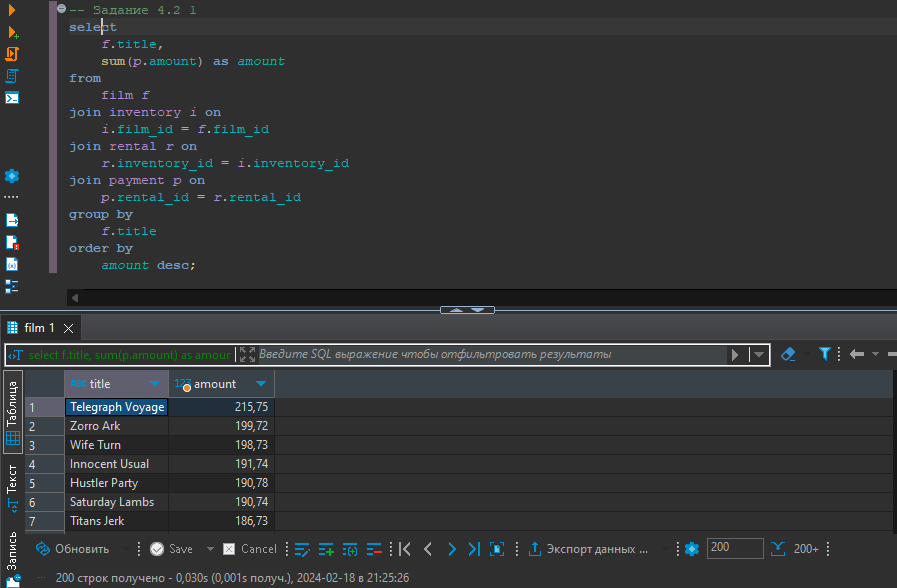 -- Задание 4.2 1
select
f.title,
sum(p.amount) as amount
from
film f
join inventory i on
i.film_id = f.film_id
join rental r on
r.inventory_id = i.inventory_id
join payment p on
p.rental_id = r.rental_id
group by
f.title
order by
amount desc;
film 1
select f.title, sum(p.amount) as amoun
Введите SQL выражение чтобы отфильтровать результаты
Таблица
Текст
Запись
title
123 amount
1 Telegraph Voyage 215,75
2 Zorro Ark 199,72
3 Wife Turn 198,73
4 Innocent Usual 191,74
5 Hustler Party 190,78
6 Saturday Lambs 190,74
7 Titans Jerk 186,73
Обновить Save Cancel Экспорт данных ... 200 200+
200 строк получено - 0,030s (0,001s получ.), 2024-02-18 в 21:25:26